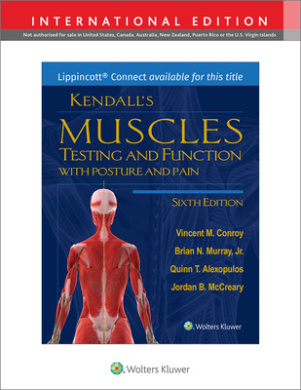 INTERNATIONAL EDITION
Not authorised for sale in United States, Canada, Australia, New Zealand, Puerto Rico or the U.S. Virgin Islands
Lippincott® Connect available for this title
KENDALL'S
MUSCLES
TESTING AND FUNCTION
WITH POSTURE AND PAIN
SIXTH EDITION
Vincent M. Conroy
Brian N. Murray, Jr.
Quinn T. Alexopulos
Jordan B. McCreary
Wolters Kluwer
Wolters Kluwer